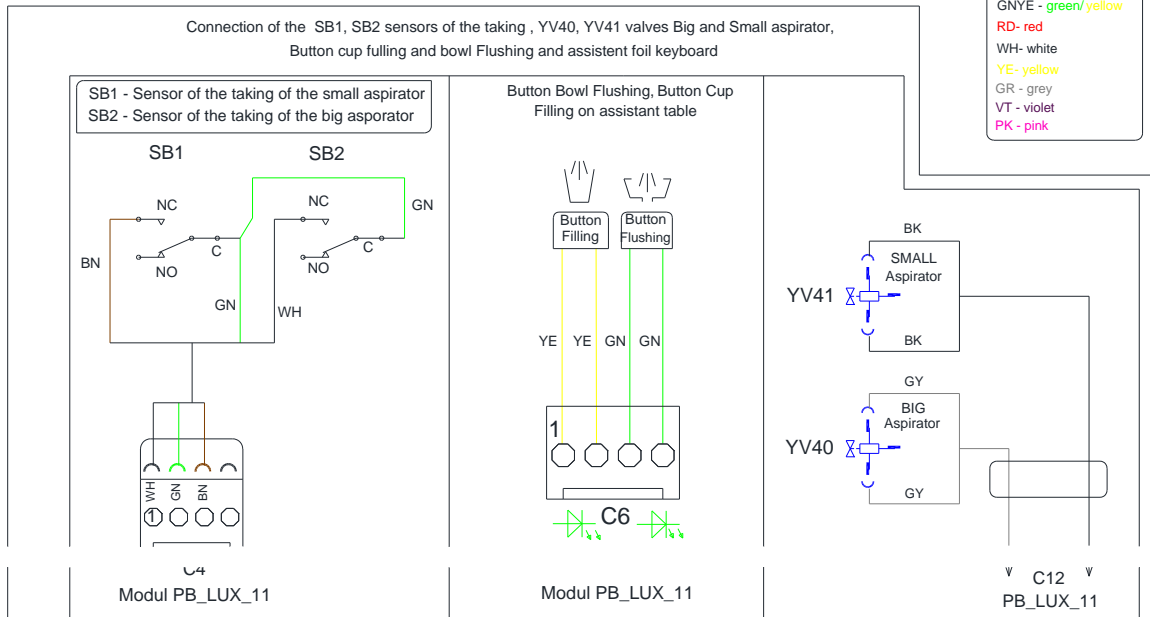 GNYE - green/yellow
RD- red
WH- white
YE- yellow
GR - grey
VT - violet
PK - pink
Connection of the SB1, SB2 sensors of the taking , YV40, YV41 valves Big and Small aspirator,
Button cup fulling and bowl Flushing and assistent foil keyboard
SB1 - Sensor of the taking of the small aspirator
SB2 - Sensor of the taking of the big asporator
SB1
SB2
NC
NC
GN
C
C
NO
NO
BN
GN
WH
WH
GN
BN
1
C4
Modul PB_LUX_11
Button Bowl Flushing, Button Cup
Filling on assistant table
Button
Filling
Button
Flushing
YE
YE
GN
GN
1
C6
Modul PB_LUX_11
BK
SMALL
Aspirator
YV41
BK
GY
BIG
Aspirator
YV40
GY
C12
PB_LUX_11